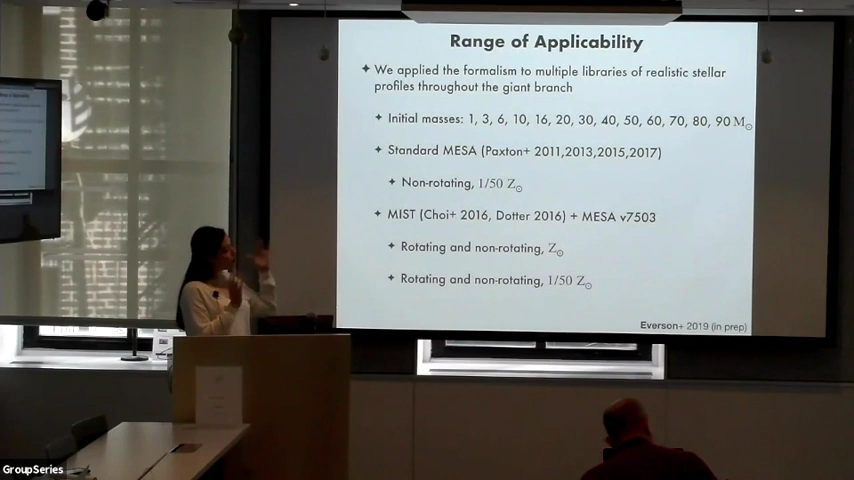 Range of Applicability
✦ We applied the formalism to multiple libraries of realistic stellar
profiles throughout the giant branch
✦ Initial masses: 1, 3, 6, 10, 16, 20, 30, 40, 50, 60, 70, 80, 90 M☉
✦ Standard MESA (Paxton+ 2011,2013,2015,2017)
✦ Non-rotating, 1/50 Z☉
✦ MIST (Choi+ 2016, Dotter 2016) + MESA v7503
✦ Rotating and non-rotating, Z☉
✦ Rotating and non-rotating, 1/50 Z☉
Everson+ 2019 (in prep)
GroupSeries